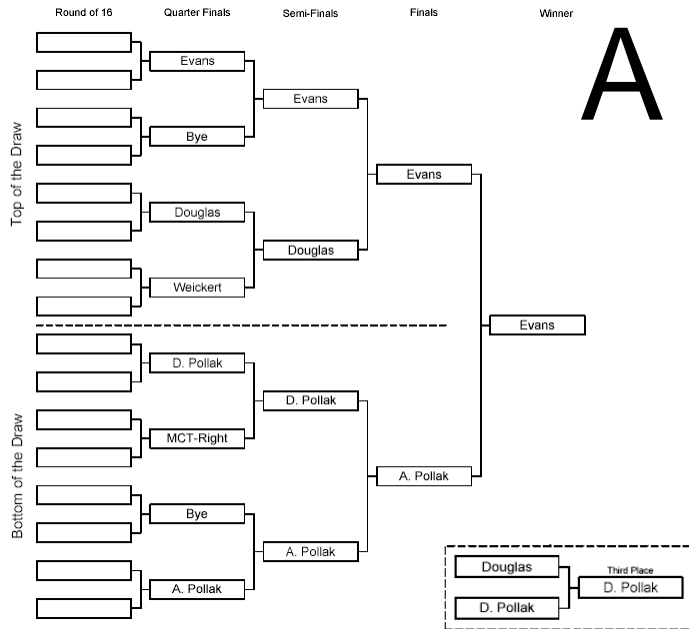 Round of 16 Quarter Finals Semi-Finals Finals Winner
A
Top of the Draw
Evans
Evans
Bye
Evans
Douglas
Douglas
Weickert
Evans
Bottom of the Draw
D. Pollak
D. Pollak
MCT-Right
A. Pollak
Bye
A. Pollak
A. Pollak
Douglas
Third Place
D. Pollak
D. Pollak